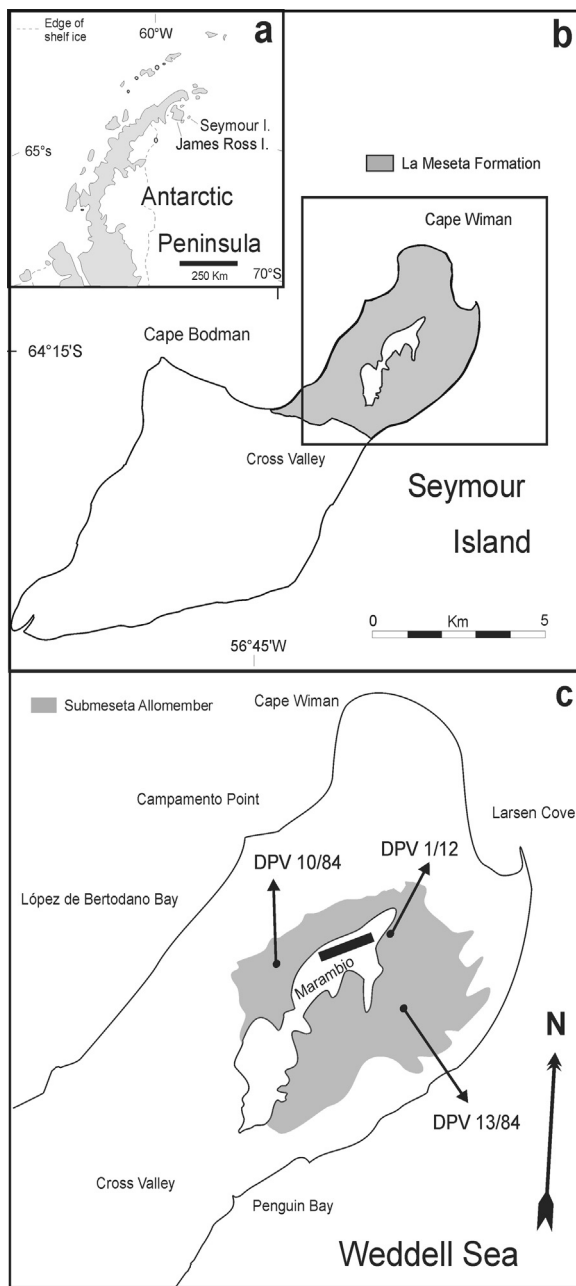 Edge of
shelf ice
60°W
a
Seymour I.
James Ross I.
65°s
Antarctic
Peninsula
250 Km
70°S
b
La Meseta Formation
Cape Wiman
64°15'S
Cape Bodman
Cross Valley
Seymour
Island
0 Km 5
56°45'W
c
Submeseta Allomember
Cape Wiman
Campamento Point
Larsen Cove
DPV 1/12
DPV 10/84
López de Bertodano Bay
Marambio
N
DPV 13/84
Cross Valley
Penguin Bay
Weddell Sea